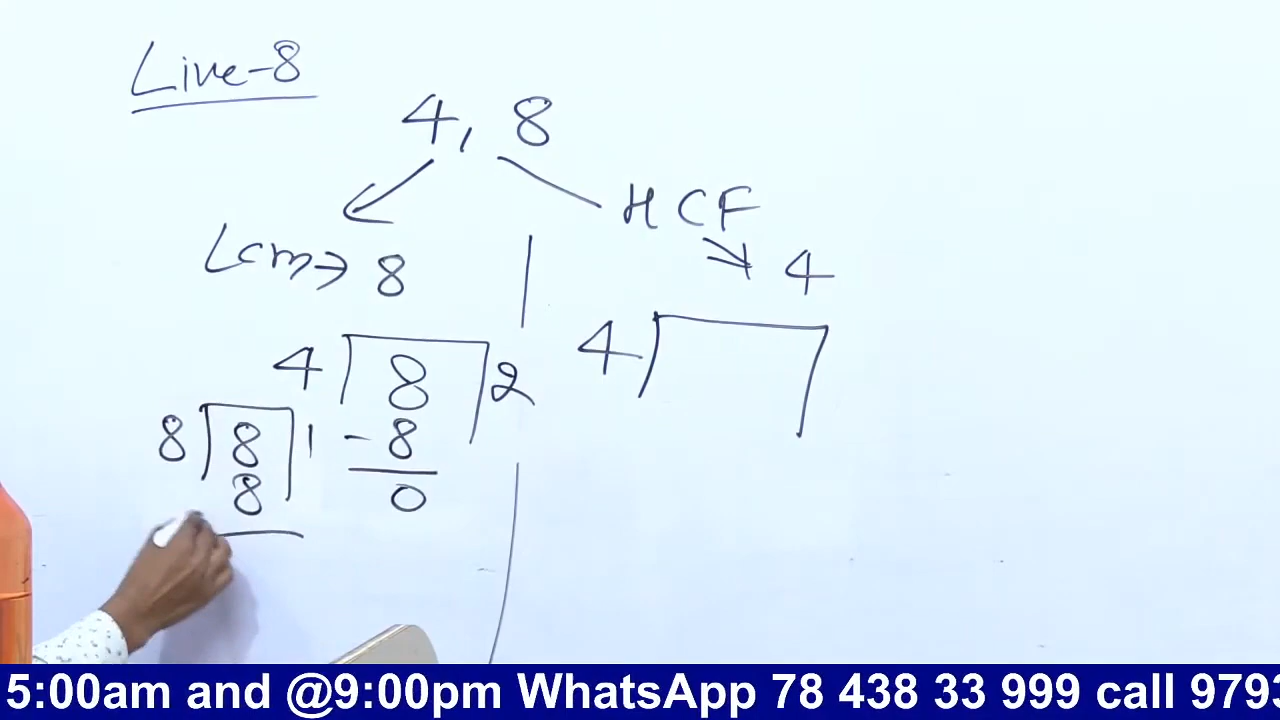 Live-8
4, 8
HCF
Lcm→ 8
4
4 8 2
4
8 8 1 - 8
8 0
5:00am and @9:00pm WhatsApp 78 438 33 999 call 9793